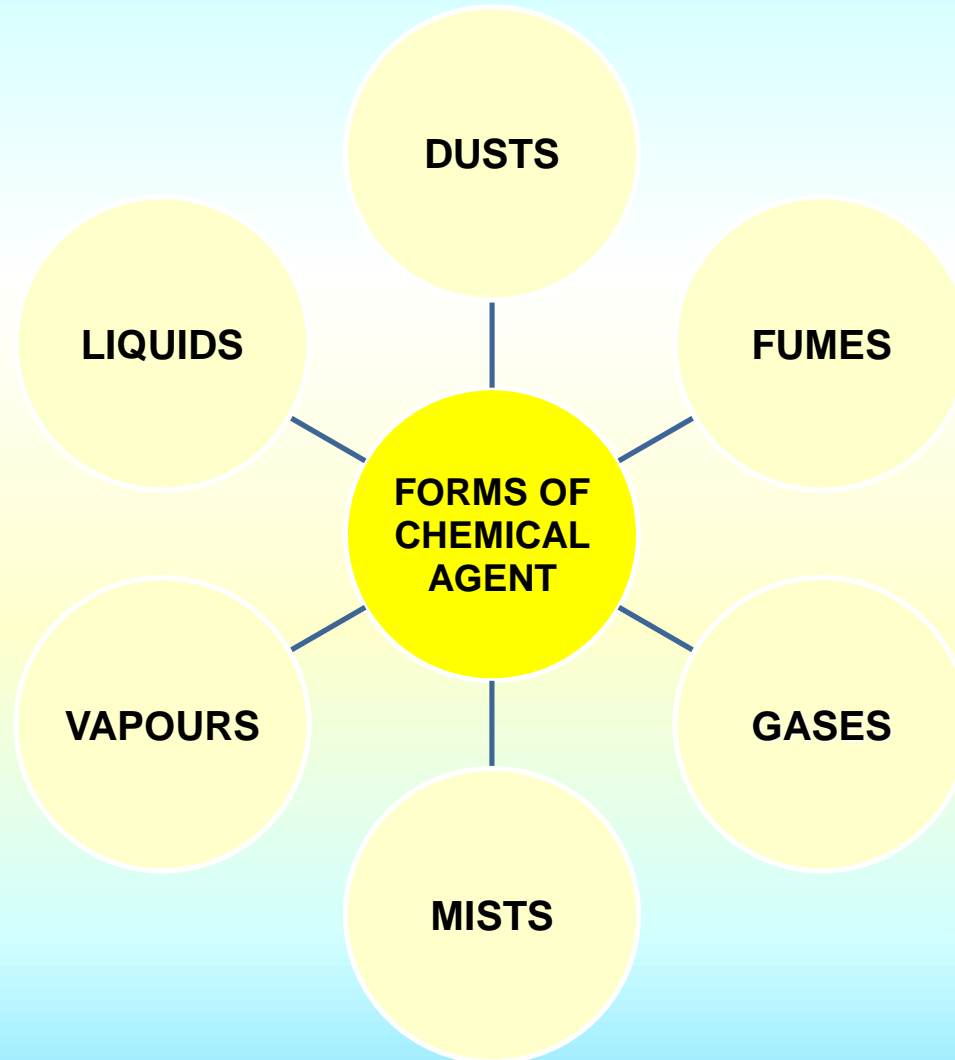 DUSTS
LIQUIDS
FUMES
FORMS OF
CHEMICAL
AGENT
VAPOURS
GASES
MISTS